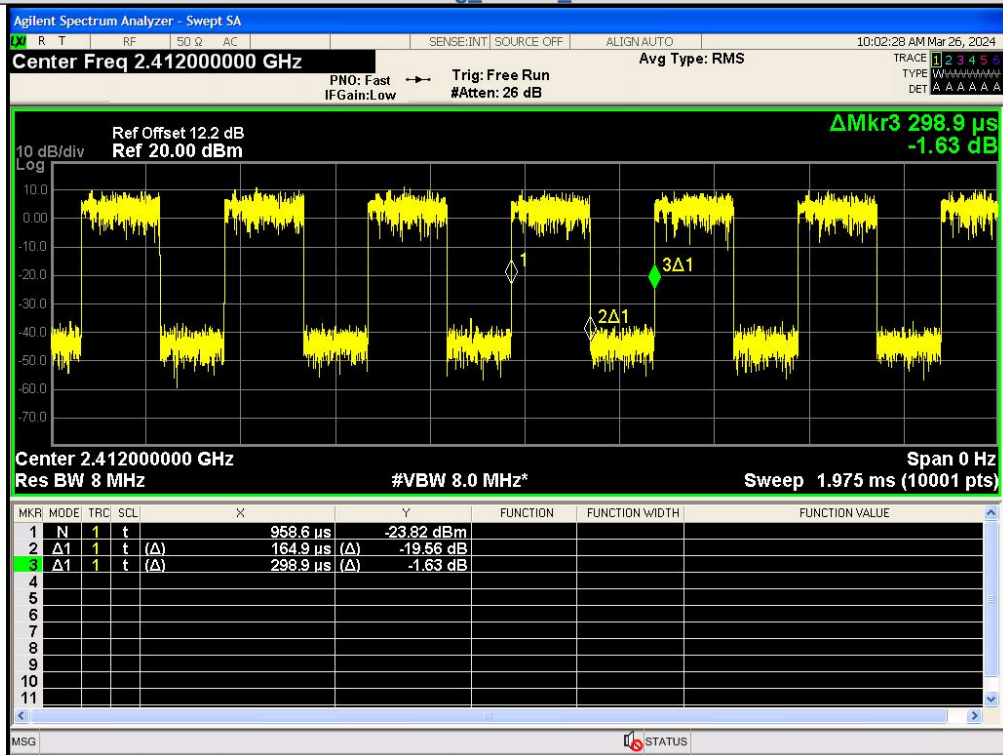 Agilent Spectrum Analyzer - Swept SA
LXI R T RF 50 Ω AC SENSE:INT SOURCE OFF ALIGN AUTO 10:02:28 AM Mar 26, 2024
Center Freq 2.412000000 GHz Avg Type: RMS TRACE 1 2 3 4 5 6
PNO: Fast Trig: Free Run TYPE WWWWWW
IFGain:Low #Atten: 26 dB DET A A A A A A
ΔMkr3 298.9 µs
Ref Offset 12.2 dB
10 dB/div Ref 20.00 dBm -1.63 dB
Log
10.0
0.00
-10.0
-20.0
-30.0
-40.0
-50.0
-60.0
-70.0
1
3Δ1
2Δ1
Center 2.412000000 GHz Span 0 Hz
Res BW 8 MHz #VBW 8.0 MHz* Sweep 1.975 ms (10001 pts)
MKR MODE TRC SCL X Y FUNCTION FUNCTION WIDTH FUNCTION VALUE
1 N 1 t 958.6 µs -23.82 dBm
2 Δ1 1 t (Δ) 164.9 µs (Δ) -19.56 dB
3 Δ1 1 t (Δ) 298.9 µs (Δ) -1.63 dB
4
5
6
7
8
9
10
11
MSG STATUS